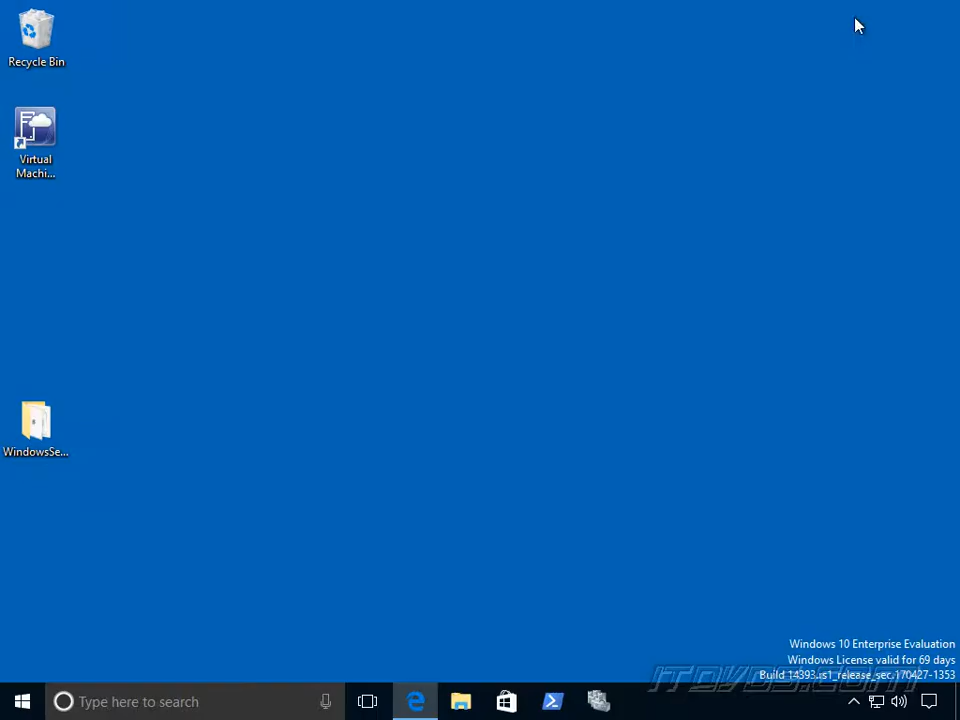 Recycle Bin
Virtual
Machi...
WindowsSe...
Windows 10 Enterprise Evaluation
Windows License valid for 69 days
Build 14393.rs1_release_sec.170427-1353
ITDVDS.COM
Type here to search